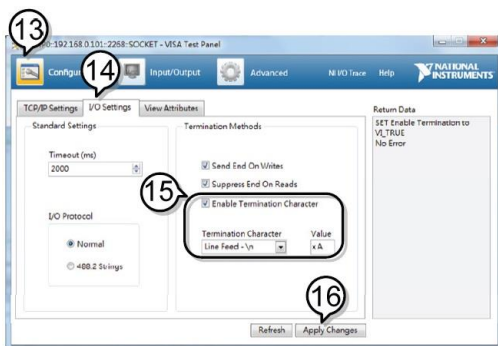 13
0::192.168.0.101::2268::SOCKET - VISA Test Panel
14
Configur
Input/Output
Advanced
NI I/O Trace
Help
NATIONAL
INSTRUMENTS
TCP/IP Settings
I/O Settings
View Attributes
Return Data
Standard Settings
Termination Methods
SET Enable Termination to
VI_TRUE
No Error
Timeout (ms)
2000
Send End On Writes
Suppress End On Reads
15
Enable Termination Character
I/O Protocol
Termination Character
Value
Line Feed - \n
xA
Normal
488.2 Strings
16
Refresh
Apply Changes